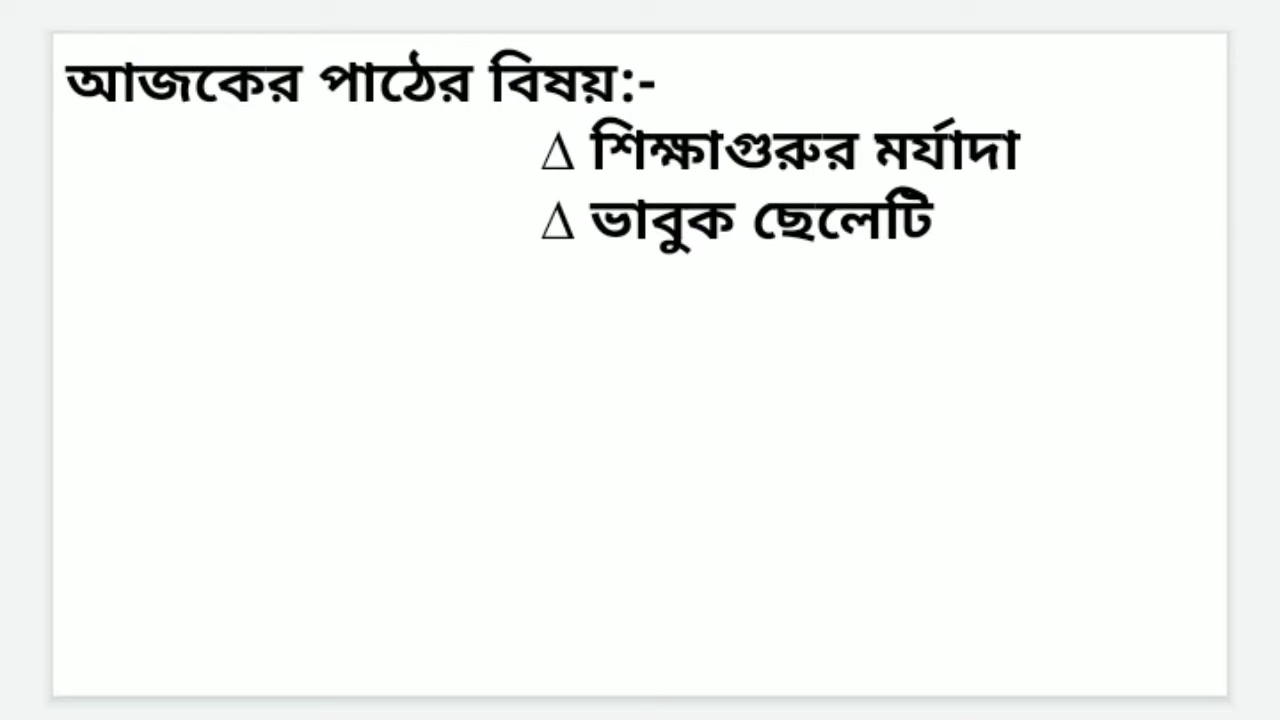 আজকের পাঠের বিষয়:-
Δ শিক্ষাগুরুর মর্যাদা
Δ ভাবুক ছেলেটি